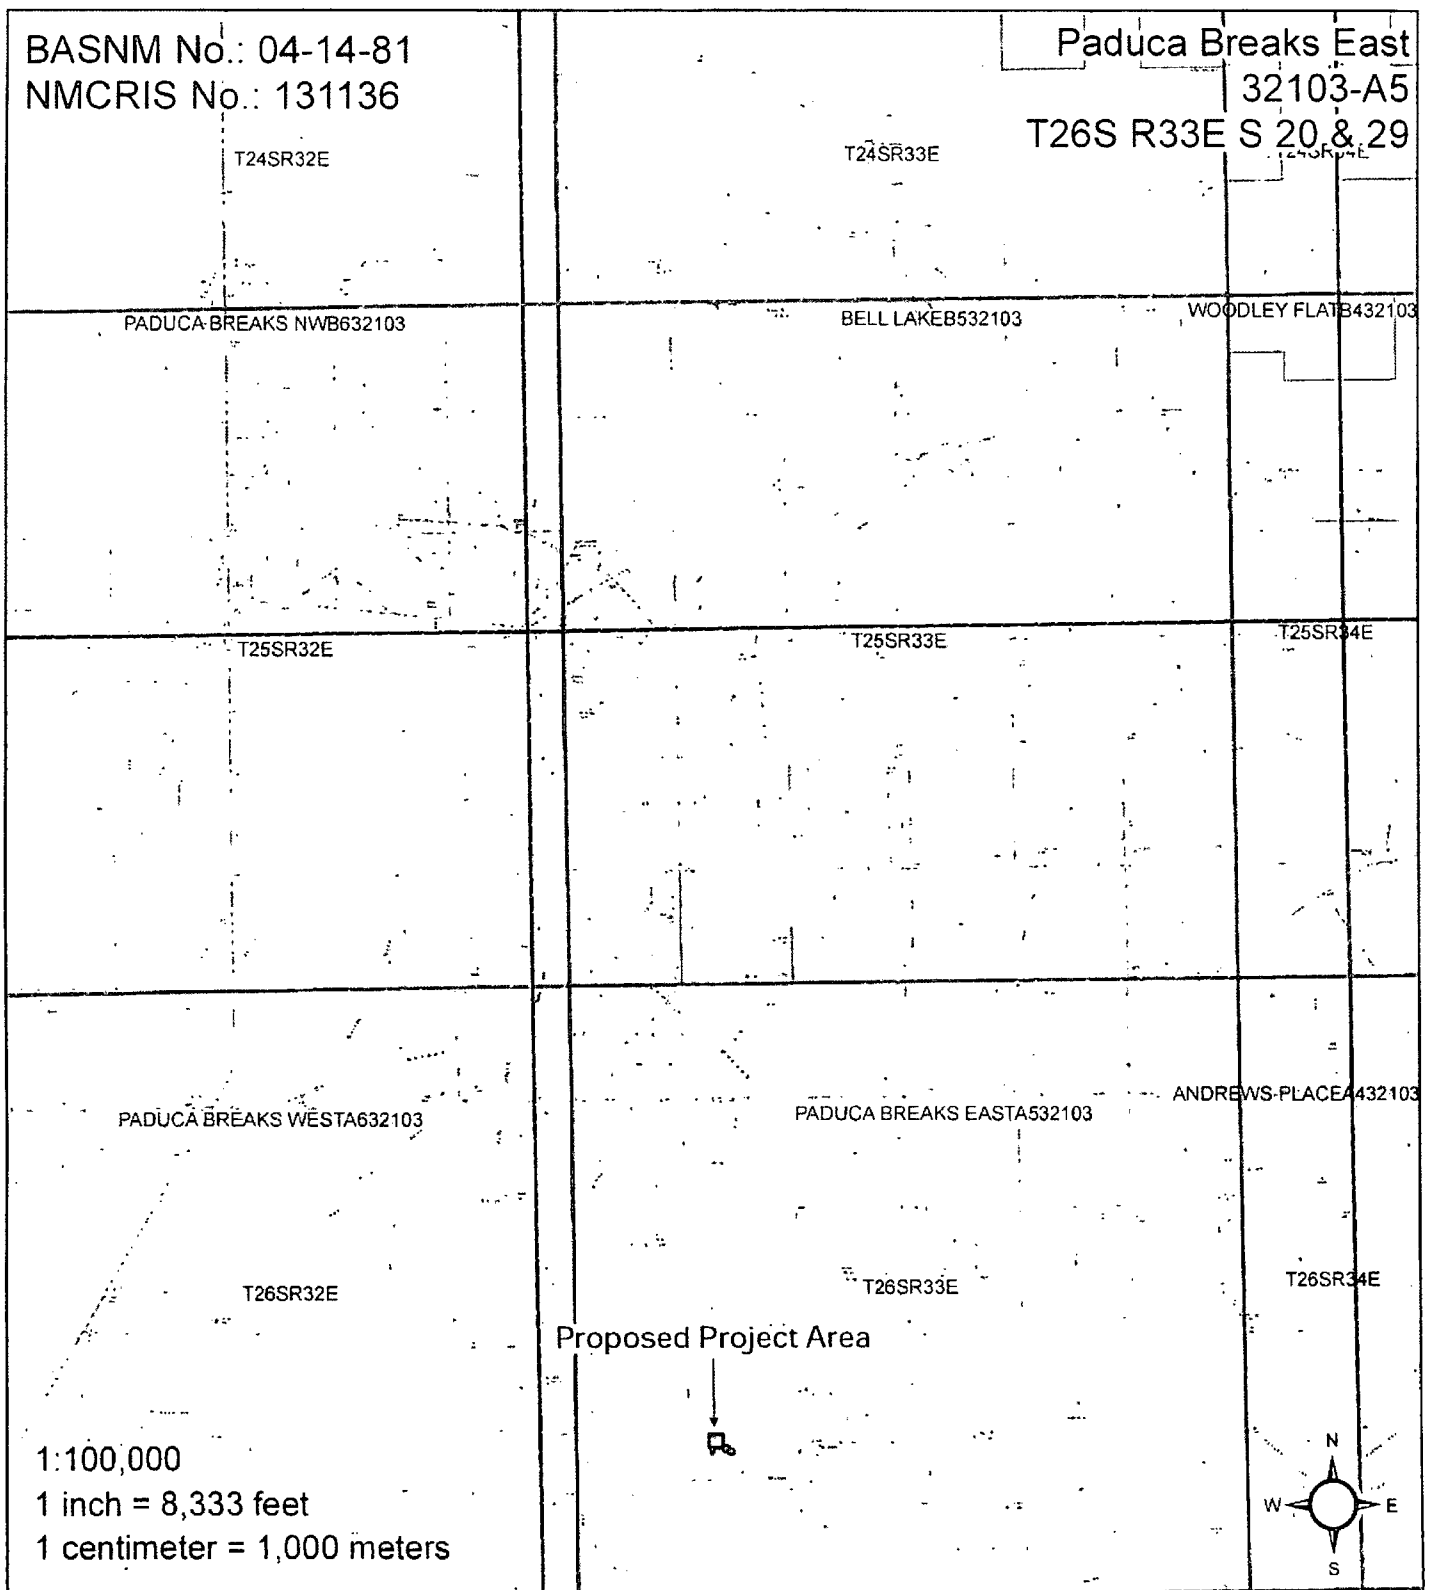 BASNM No.: 04-14-81
NMCRIS No.: 131136
Paduca Breaks East
32103-A5
T26S R33E S 20 & 29
T24SR32E
T24SR33E
T24SR34E
PADUCA BREAKS NWB632103
BELL LAKEB532103
WOODLEY FLATB432103
T25SR32E
T25SR33E
T25SR34E
PADUCA BREAKS WESTA632103
PADUCA BREAKS EASTA532103
ANDREWS PLACEA432103
T26SR32E
T26SR33E
T26SR34E
Proposed Project Area
1:100,000
1 inch = 8,333 feet
1 centimeter = 1,000 meters
N
W
E
S